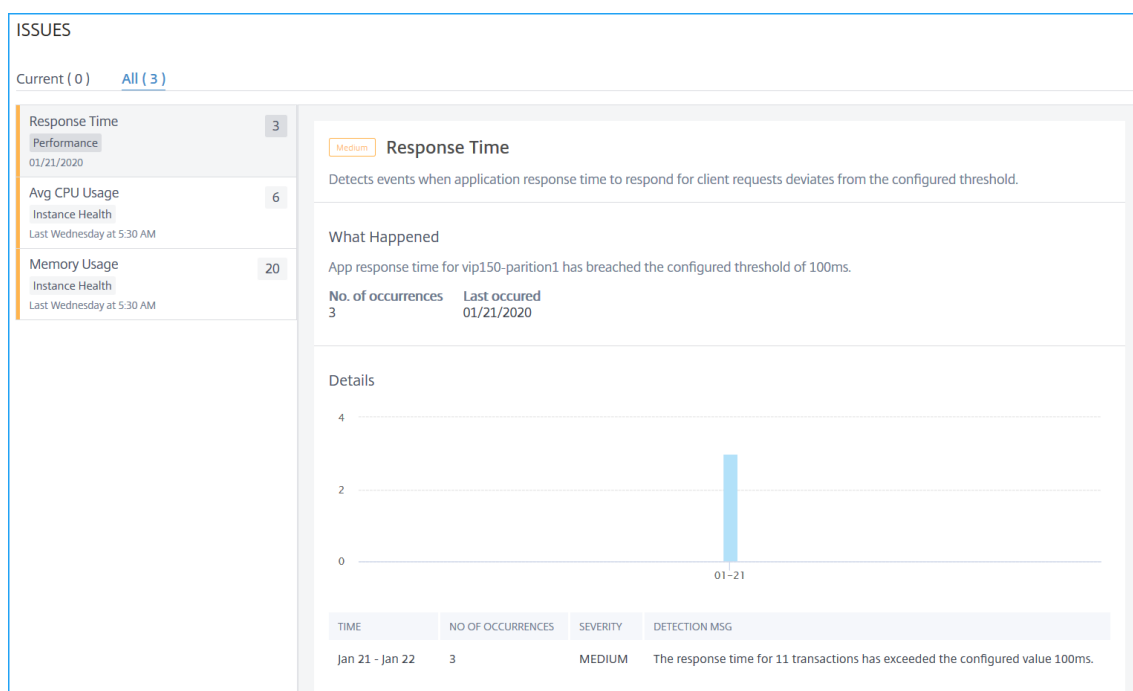 ISSUES
Current ( 0 ) All ( 3 )
Response Time 3
Performance
01/21/2020
Avg CPU Usage 6
Instance Health
Last Wednesday at 5:30 AM
Memory Usage 20
Instance Health
Last Wednesday at 5:30 AM
Medium Response Time
Detects events when application response time to respond for client requests deviates from the configured threshold.
What Happened
App response time for vip150-parition1 has breached the configured threshold of 100ms.
No. of occurrences Last occured
3 01/21/2020
Details
4
2
0
01-21
TIME NO OF OCCURRENCES SEVERITY DETECTION MSG
Jan 21 - Jan 22 3 MEDIUM The response time for 11 transactions has exceeded the configured value 100ms.